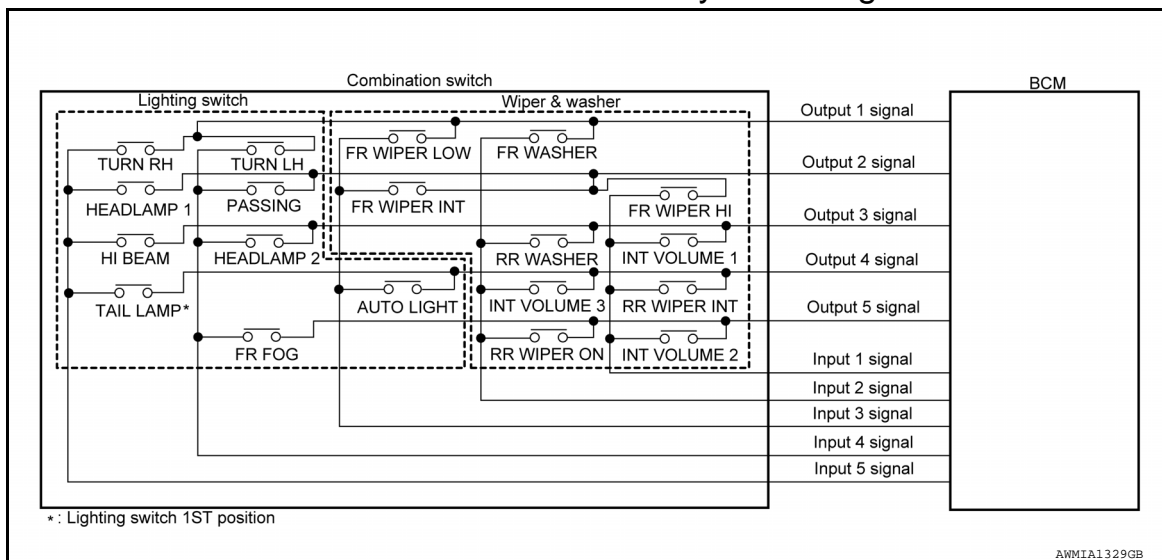 Combination switch
BCM
Lighting switch
Wiper & washer
Output 1 signal
TURN RH
TURN LH
FR WIPER LOW
FR WASHER
Output 2 signal
HEADLAMP 1
PASSING
FR WIPER INT
FR WIPER HI
Output 3 signal
HI BEAM
HEADLAMP 2
RR WASHER
INT VOLUME 1
Output 4 signal
TAIL LAMP*
AUTO LIGHT
INT VOLUME 3
RR WIPER INT
Output 5 signal
FR FOG
RR WIPER ON
INT VOLUME 2
Input 1 signal
Input 2 signal
Input 3 signal
Input 4 signal
Input 5 signal
* : Lighting switch 1ST position
AWMIA1329GB